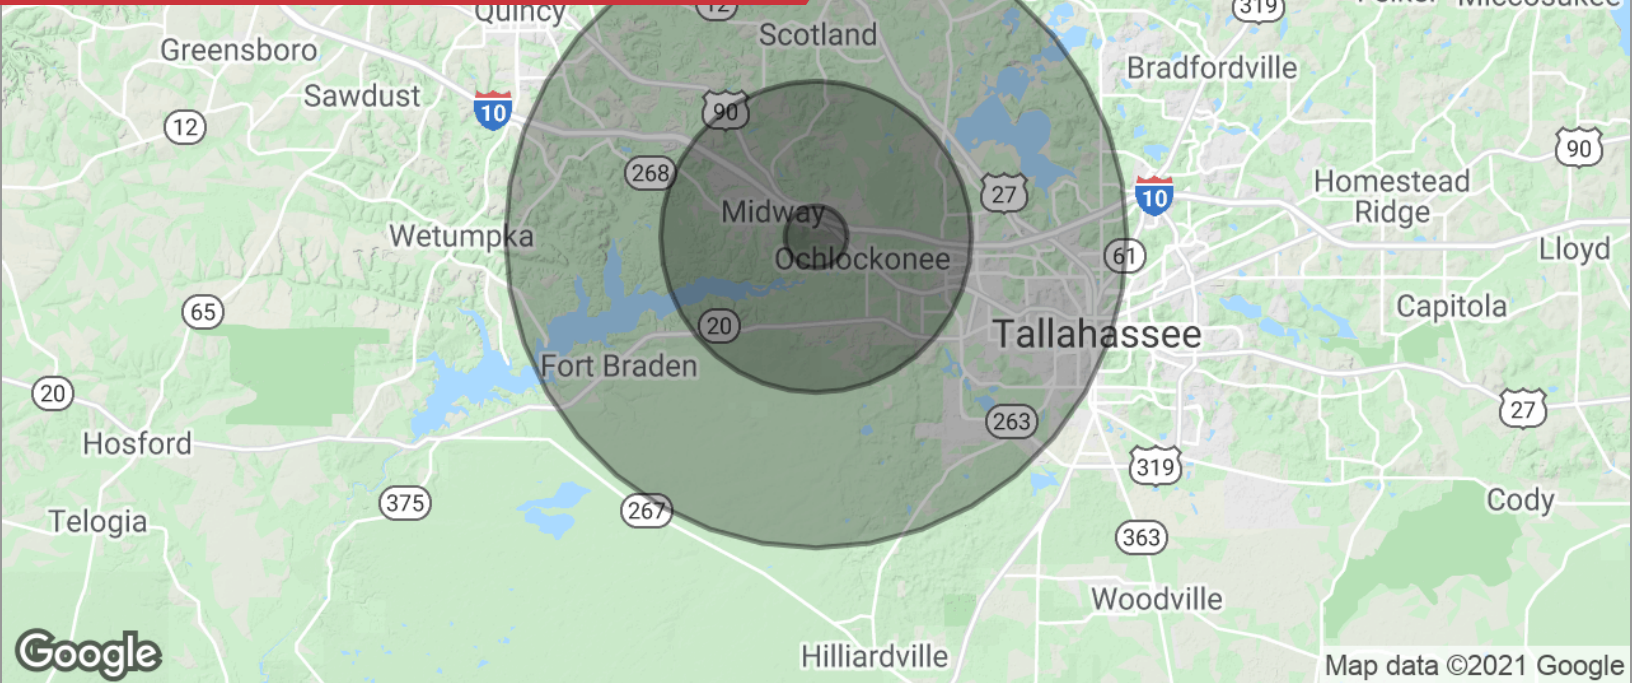 Quincy
12
319
Scotland
Greensboro
Bradfordville
Sawdust
10
90
12
90
268
27
10
Homestead
Ridge
Midway
Wetumpka
61
Lloyd
Ochlockonee
65
20
Capitola
Tallahassee
Fort Braden
20
27
263
Hosford
319
375
267
Cody
Telogia
363
Woodville
Hilliardville
Google
Map data ©2021 Google